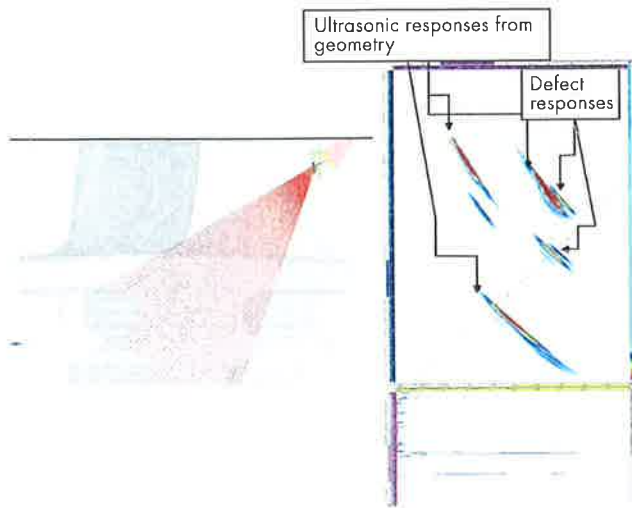 Ultrasonic responses from
geometry
Defect
responses